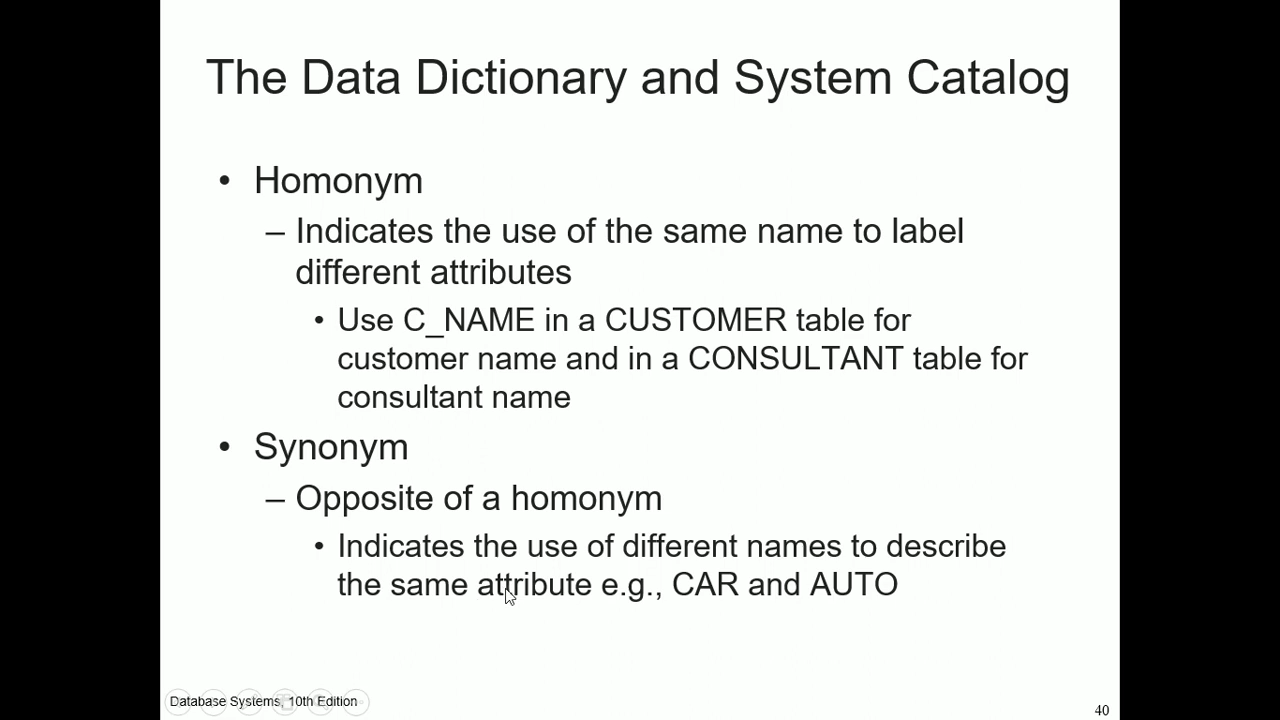 The Data Dictionary and System Catalog
• Homonym
– Indicates the use of the same name to label
different attributes
• Use C_NAME in a CUSTOMER table for
customer name and in a CONSULTANT table for
consultant name
• Synonym
– Opposite of a homonym
• Indicates the use of different names to describe
the same attribute e.g., CAR and AUTO
Database Systems, 10th Edition
40